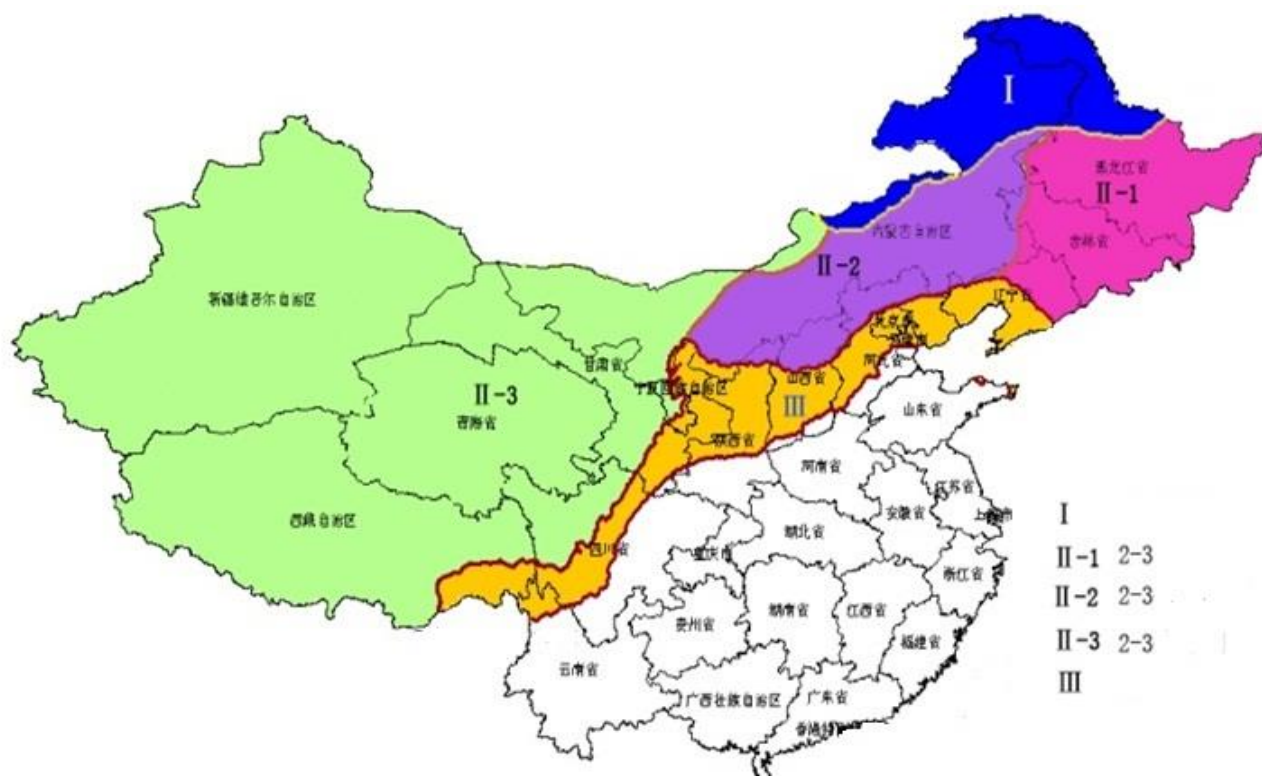 I
黑龙江省
II-1
吉林省
内蒙古自治区
II-2
辽宁省
新疆维吾尔自治区
北京市
甘肃省
河北省
山西省
宁夏回族自治区
II-3
青海省
III
山东省
陕西省
河南省
江苏省
西藏自治区
安徽省
上海市
四川省
湖北省
重庆市
浙江省
湖南省
江西省
贵州省
福建省
云南省
广西壮族自治区
广东省
I
II-1 2-3
II-2 2-3
II-3 2-3
III